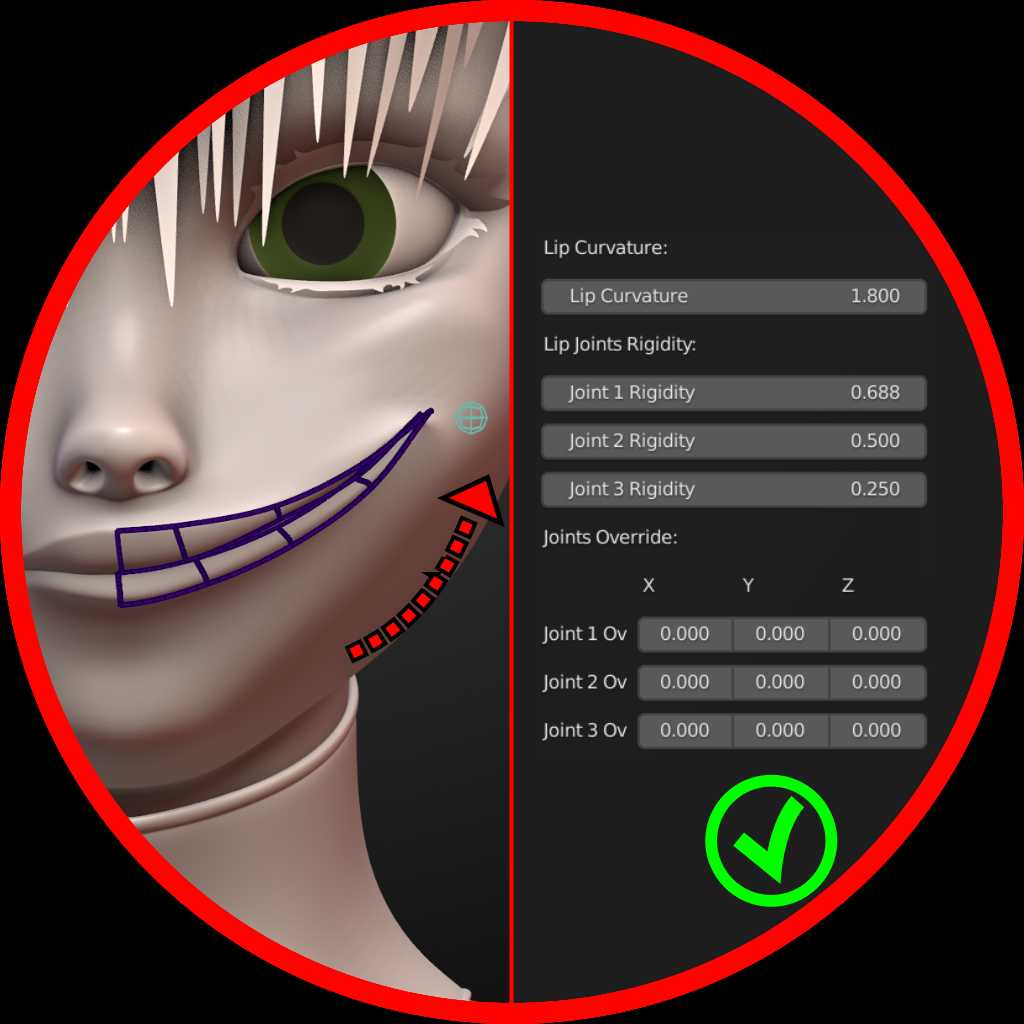 Lip Curvature:
Lip Curvature 1.800
Lip Joints Rigidity:
Joint 1 Rigidity 0.688
Joint 2 Rigidity 0.500
Joint 3 Rigidity 0.250
Joints Override:
X Y Z
Joint 1 Ov 0.000 0.000 0.000
Joint 2 Ov 0.000 0.000 0.000
Joint 3 Ov 0.000 0.000 0.000